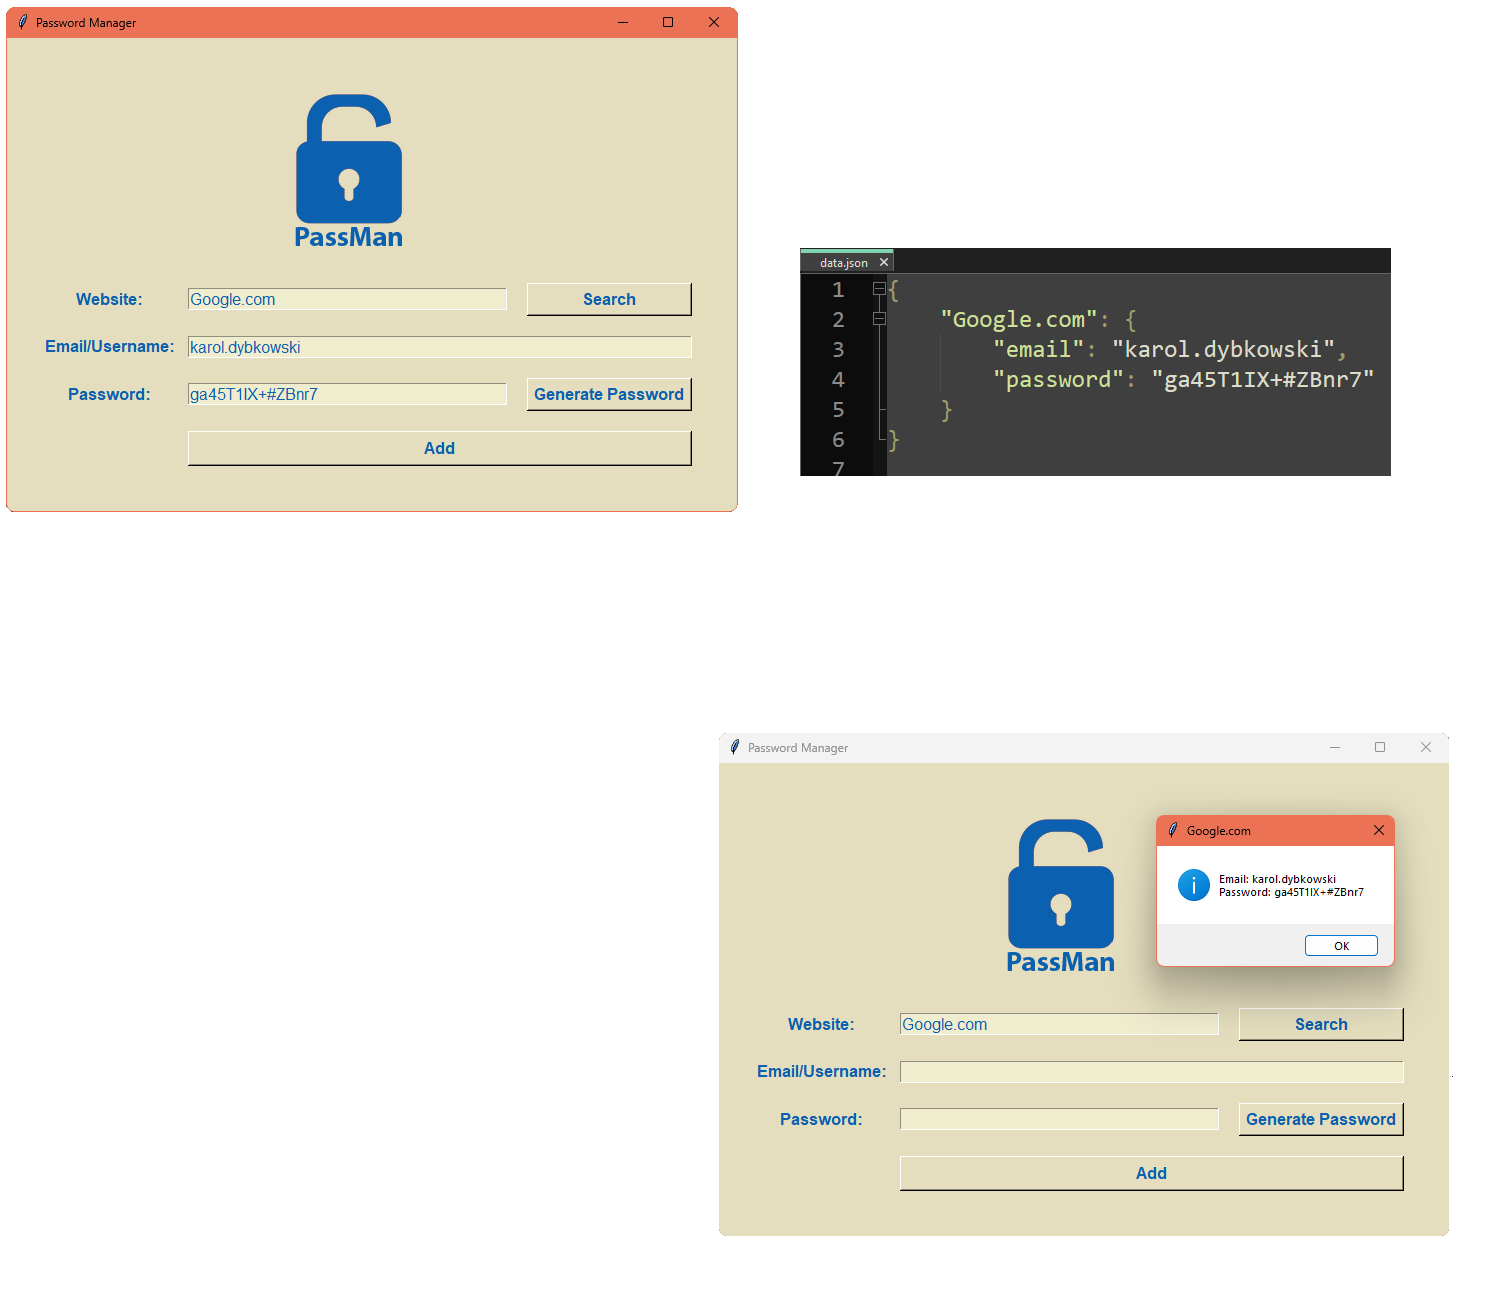 Password Manager
PassMan
Website: Google.com Search
Email/Username: karol.dybkowski
Password: ga45T1IX+#ZBnr7 Generate Password
Add
data.json
1 {
2 "Google.com": {
3 "email": "karol.dybkowski",
4 "password": "ga45T1IX+#ZBnr7"
5 }
6 }
7
Password Manager
Google.com
Email: karol.dybkowski
Password: ga45T1IX+#ZBnr7
OK
PassMan
Website: Google.com Search
Email/Username:
Password: Generate Password
Add